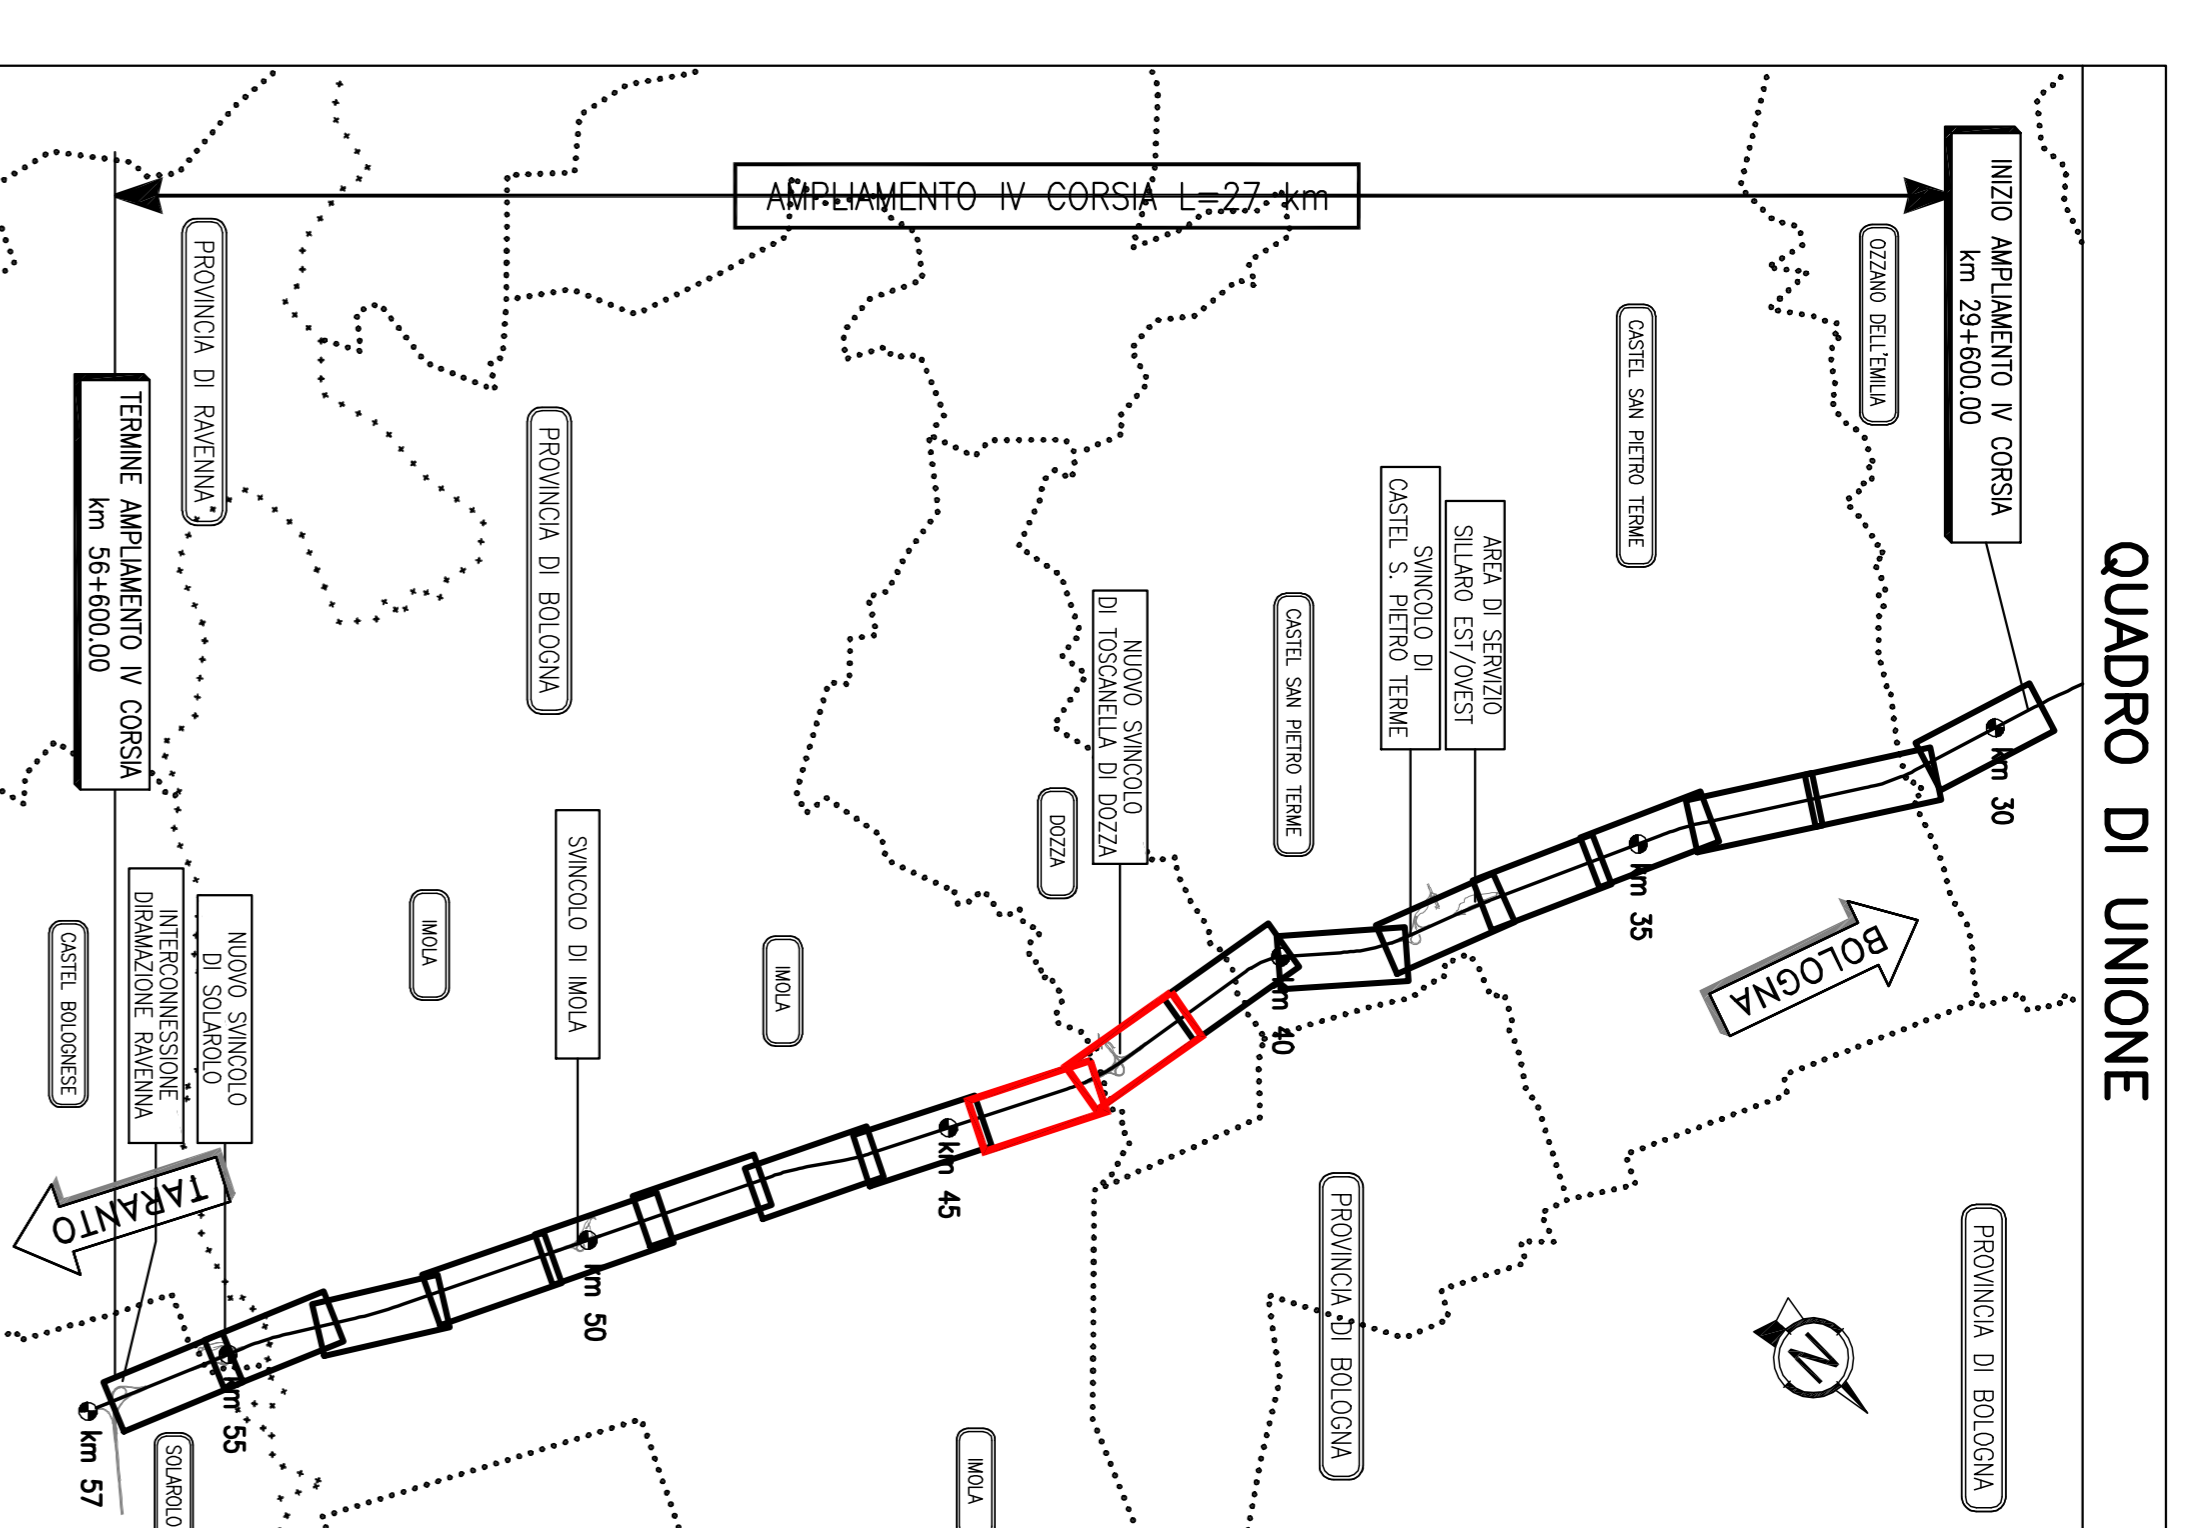 QUADRO DI UNIONE
INIZIO AMPLIAMENTO IV CORSIA
km 29+600.00
AMPLIAMENTO IV CORSIA L=27 km
OZZANO DELL'EMILIA
CASTEL SAN PIETRO TERME
AREA DI SERVIZIO
SILLARO EST/OVEST
SVINCOLO DI
CASTEL S. PIETRO TERME
CASTEL SAN PIETRO TERME
NUOVO SVINCOLO
DI TOSCANELLA DI DOZZA
DOZZA
PROVINCIA DI BOLOGNA
PROVINCIA DI RAVENNA
TERMINE AMPLIAMENTO IV CORSIA
km 56+600.00
IMOLA
SVINCOLO DI IMOLA
IMOLA
NUOVO SVINCOLO
DI SOLAROLO
INTERCONNESSIONE
DIRAMAZIONE RAVENNA
CASTEL BOLOGNESE
km 30
km 35
km 40
km 45
km 50
km 55
km 57
BOLOGNA
TARANTO
PROVINCIA DI BOLOGNA
PROVINCIA DI BOLOGNA
N
IMOLA
SOLAROLO